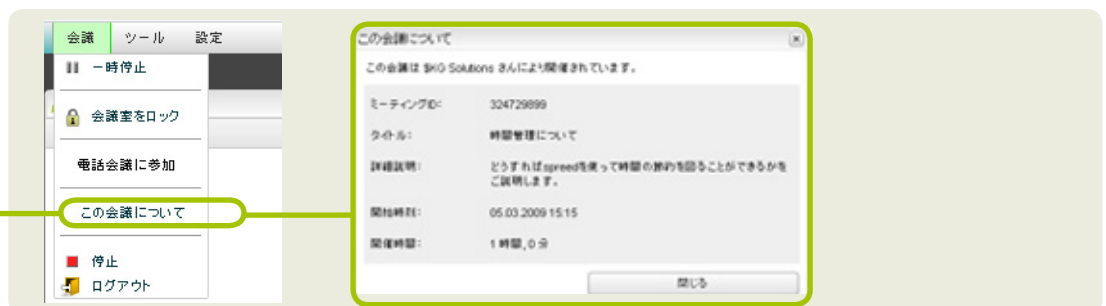 会議 ツール 設定
一時停止
会議室をロック
電話会議に参加
この会議について
停止
ログアウト
この会議について
この会議は SKG Solutions さんにより開催されています。
ミーティングID: 324729899
タイトル: 時間管理について
詳細説明: どうすればspreedを使って時間の節約を図ることができるかを
ご説明します。
開始時刻: 05.03.2009 15:15
開催時間: 1 時間, 0 分
閉じる